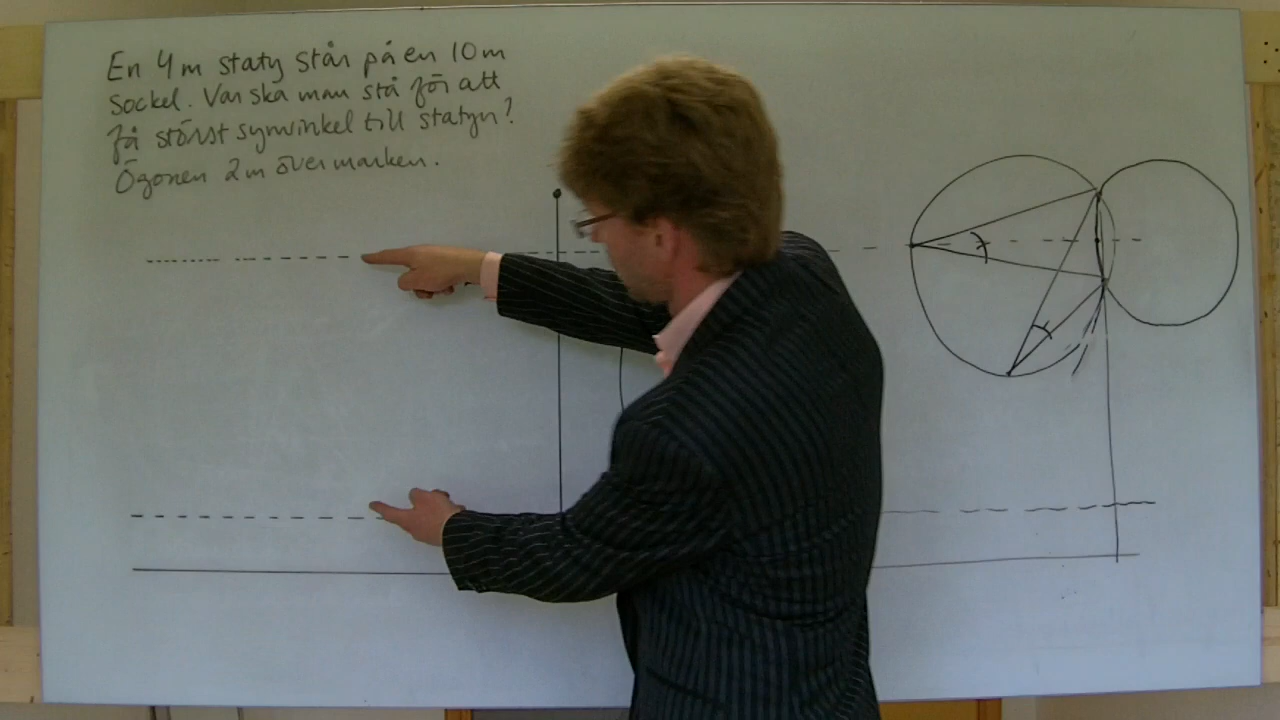 En 4m staty står på en 10m
sockel. Var ska man stå för att
få störst synvinkel till statyn?
Ögonen 2m över marken.